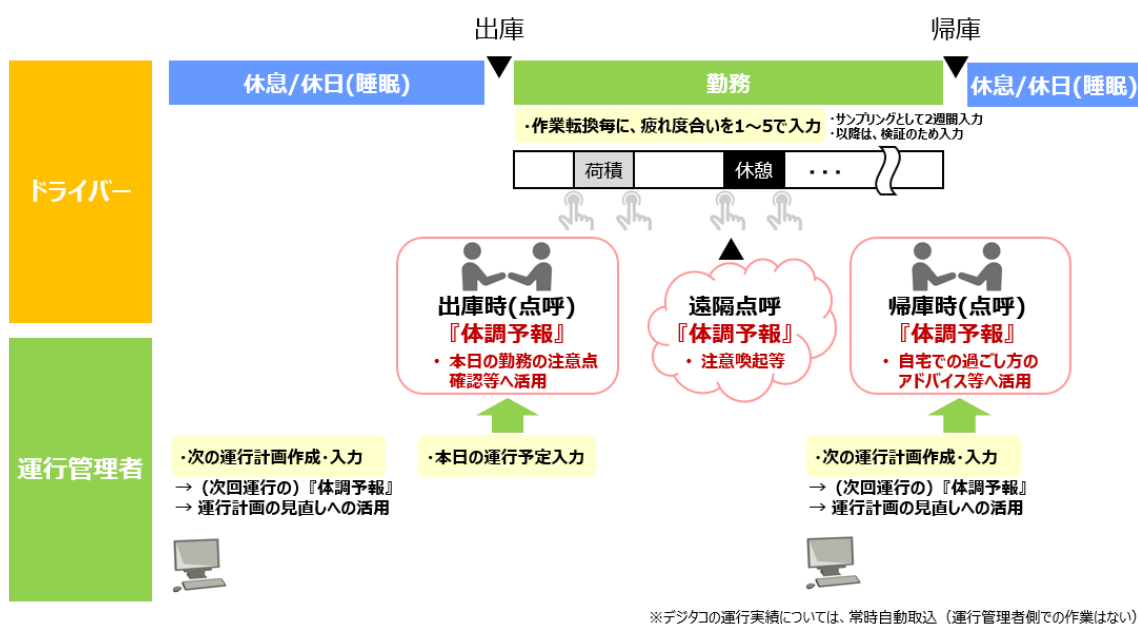 出庫
帰庫
休息/休日(睡眠)
勤務
休息/休日(睡眠)
ドライバー
・作業転換毎に、疲れ度合いを1～5で入力
・サンプリングとして2週間入力
・以降は、検証のため入力
荷積
休憩
・・・
出庫時(点呼)
『体調予報』
・ 本日の勤務の注意点
確認等へ活用
遠隔点呼
『体調予報』
・ 注意喚起等
帰庫時(点呼)
『体調予報』
・ 自宅での過ごし方の
アドバイス等へ活用
運行管理者
・次の運行計画作成・入力
→ (次回運行の)『体調予報』
→ 運行計画の見直しへの活用
・本日の運行予定入力
・次の運行計画作成・入力
→ (次回運行の)『体調予報』
→ 運行計画の見直しへの活用
※デジタコの運行実績については、常時自動取込（運行管理者側での作業はない）